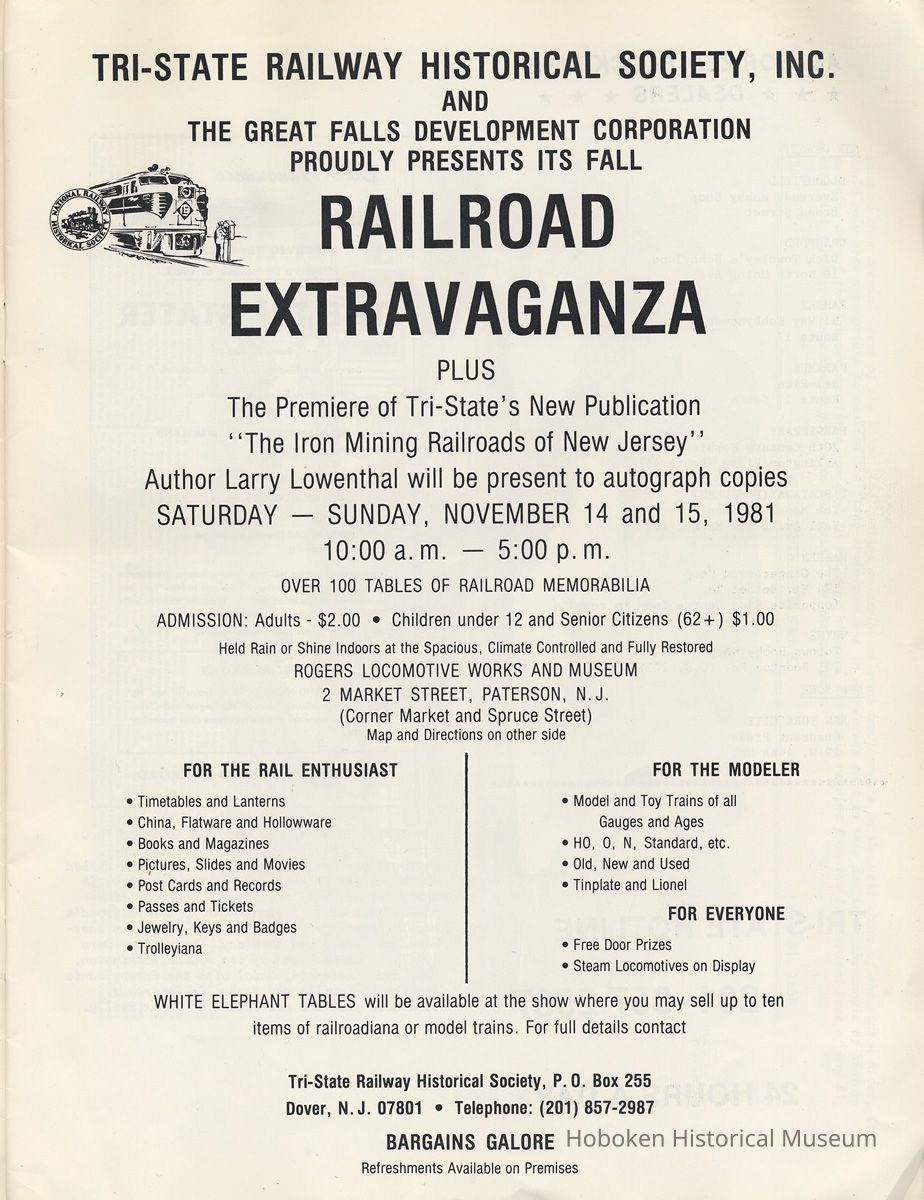 TRI-STATE RAILWAY HISTORICAL SOCIETY, INC.
AND
THE GREAT FALLS DEVELOPMENT CORPORATION
PROUDLY PRESENTS ITS FALL
NATIONAL RAILWAY
HISTORICAL SOCIETY
RAILROAD
EXTRAVAGANZA
PLUS
The Premiere of Tri-State's New Publication
‘‘The Iron Mining Railroads of New Jersey’’
Author Larry Lowenthal will be present to autograph copies
SATURDAY — SUNDAY, NOVEMBER 14 and 15, 1981
10:00 a.m. — 5:00 p.m.
OVER 100 TABLES OF RAILROAD MEMORABILIA
ADMISSION: Adults - $2.00 • Children under 12 and Senior Citizens (62+) $1.00
Held Rain or Shine Indoors at the Spacious, Climate Controlled and Fully Restored
ROGERS LOCOMOTIVE WORKS AND MUSEUM
2 MARKET STREET, PATERSON, N.J.
(Corner Market and Spruce Street)
Map and Directions on other side
FOR THE RAIL ENTHUSIAST
• Timetables and Lanterns
• China, Flatware and Hollowware
• Books and Magazines
• Pictures, Slides and Movies
• Post Cards and Records
• Passes and Tickets
• Jewelry, Keys and Badges
• Trolleyiana
FOR THE MODELER
• Model and Toy Trains of all
Gauges and Ages
• HO, O, N, Standard, etc.
• Old, New and Used
• Tinplate and Lionel
FOR EVERYONE
• Free Door Prizes
• Steam Locomotives on Display
WHITE ELEPHANT TABLES will be available at the show where you may sell up to ten
items of railroadiana or model trains. For full details contact
Tri-State Railway Historical Society, P.O. Box 255
Dover, N.J. 07801 • Telephone: (201) 857-2987
BARGAINS GALORE
Hoboken Historical Museum
Refreshments Available on Premises